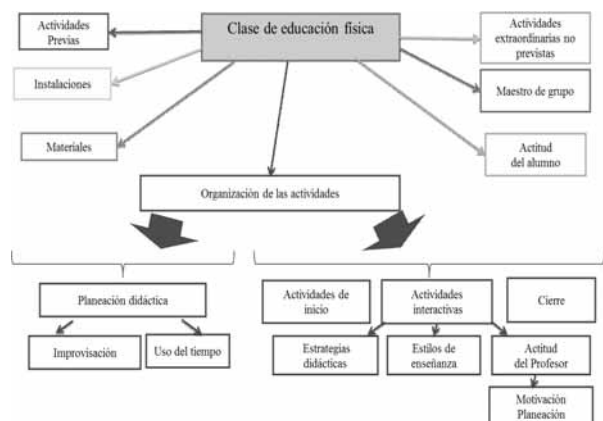 Clase de educación física
Actividades
Previas
Actividades
extraordinarias no
previstas
Instalaciones
Maestro de grupo
Materiales
Actitud
del alumno
Organización de las actividades
Planeación didáctica
Improvisación
Uso del tiempo
Actividades de
inicio
Actividades
interactivas
Cierre
Estrategias
didácticas
Estilos de
enseñanza
Actitud
del Profesor
Motivación
Planeación